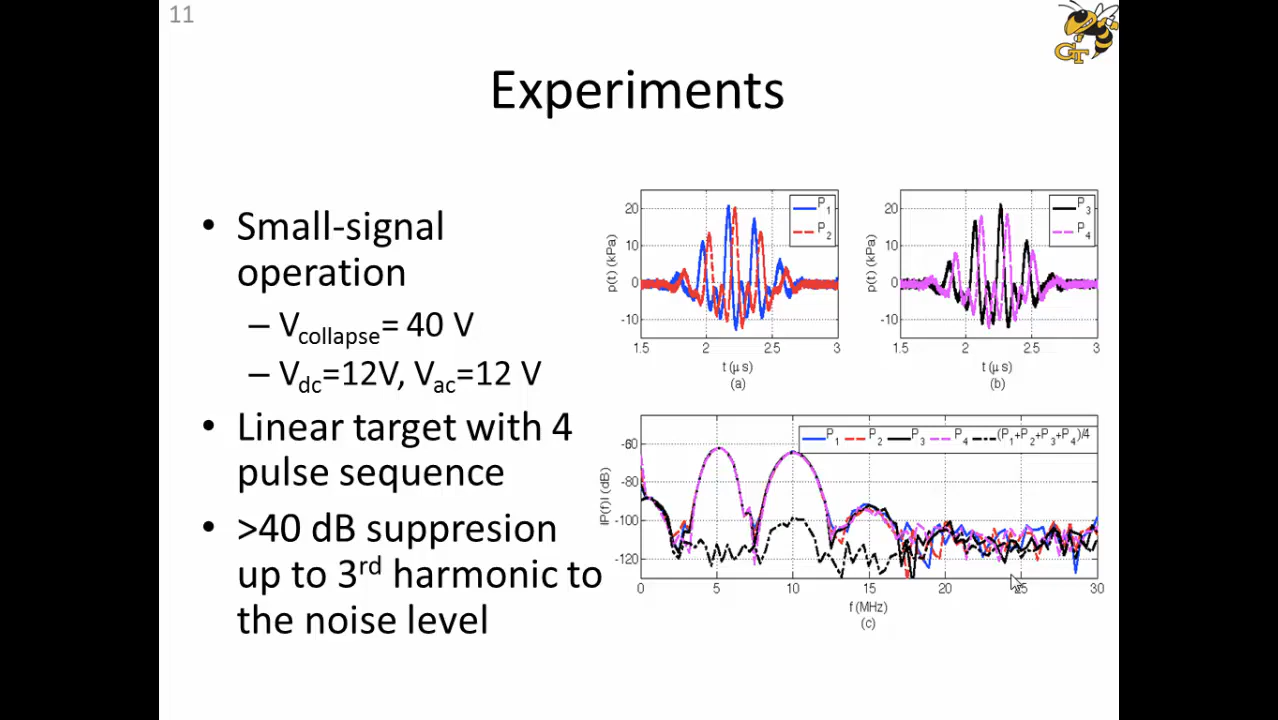 11
GT
Experiments
• Small-signal
operation
– Vcollapse= 40 V
– Vdc=12V, Vac=12 V
• Linear target with 4
pulse sequence
• >40 dB suppresion
up to 3rd harmonic to
the noise level
P1
P2
20
10
0
-10
p(t) (kPa)
1.5 2 2.5 3
t (μ s)
(a)
P3
P4
20
10
0
-10
p(t) (kPa)
1.5 2 2.5 3
t (μ s)
(b)
P1 P2 P3 P4 (P1+P2+P3+P4)/4
-60
-80
-100
-120
|P(f)| (dB)
0 5 10 15 20 25 30
f (MHz)
(c)